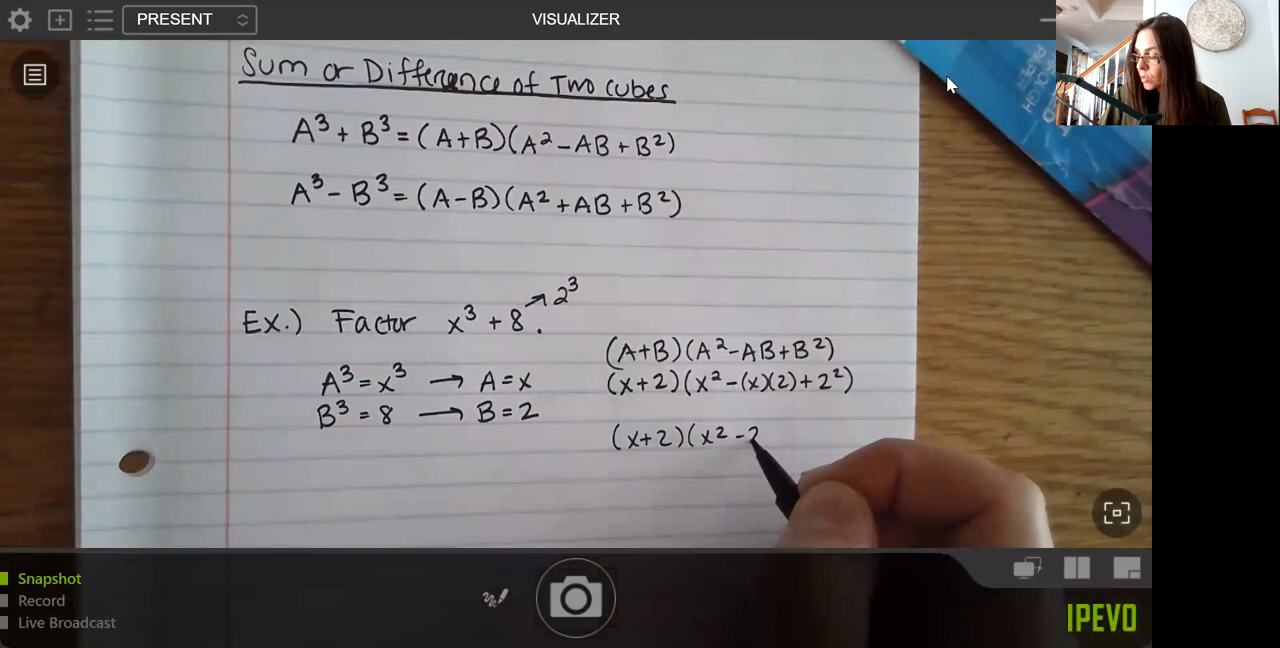 PRESENT
VISUALIZER
Sum or Difference of Two cubes
A³ + B³ = (A+B)(A² - AB + B²)
A³ - B³ = (A-B)(A² + AB + B²)
Ex.) Factor x³ + 8. → 2³
A³ = x³ → A = x
B³ = 8 → B = 2
(A+B)(A² - AB + B²)
(x+2)(x² - (x)(2) + 2²)
(x+2)(x² - 2
Snapshot
Record
Live Broadcast
IPEVO